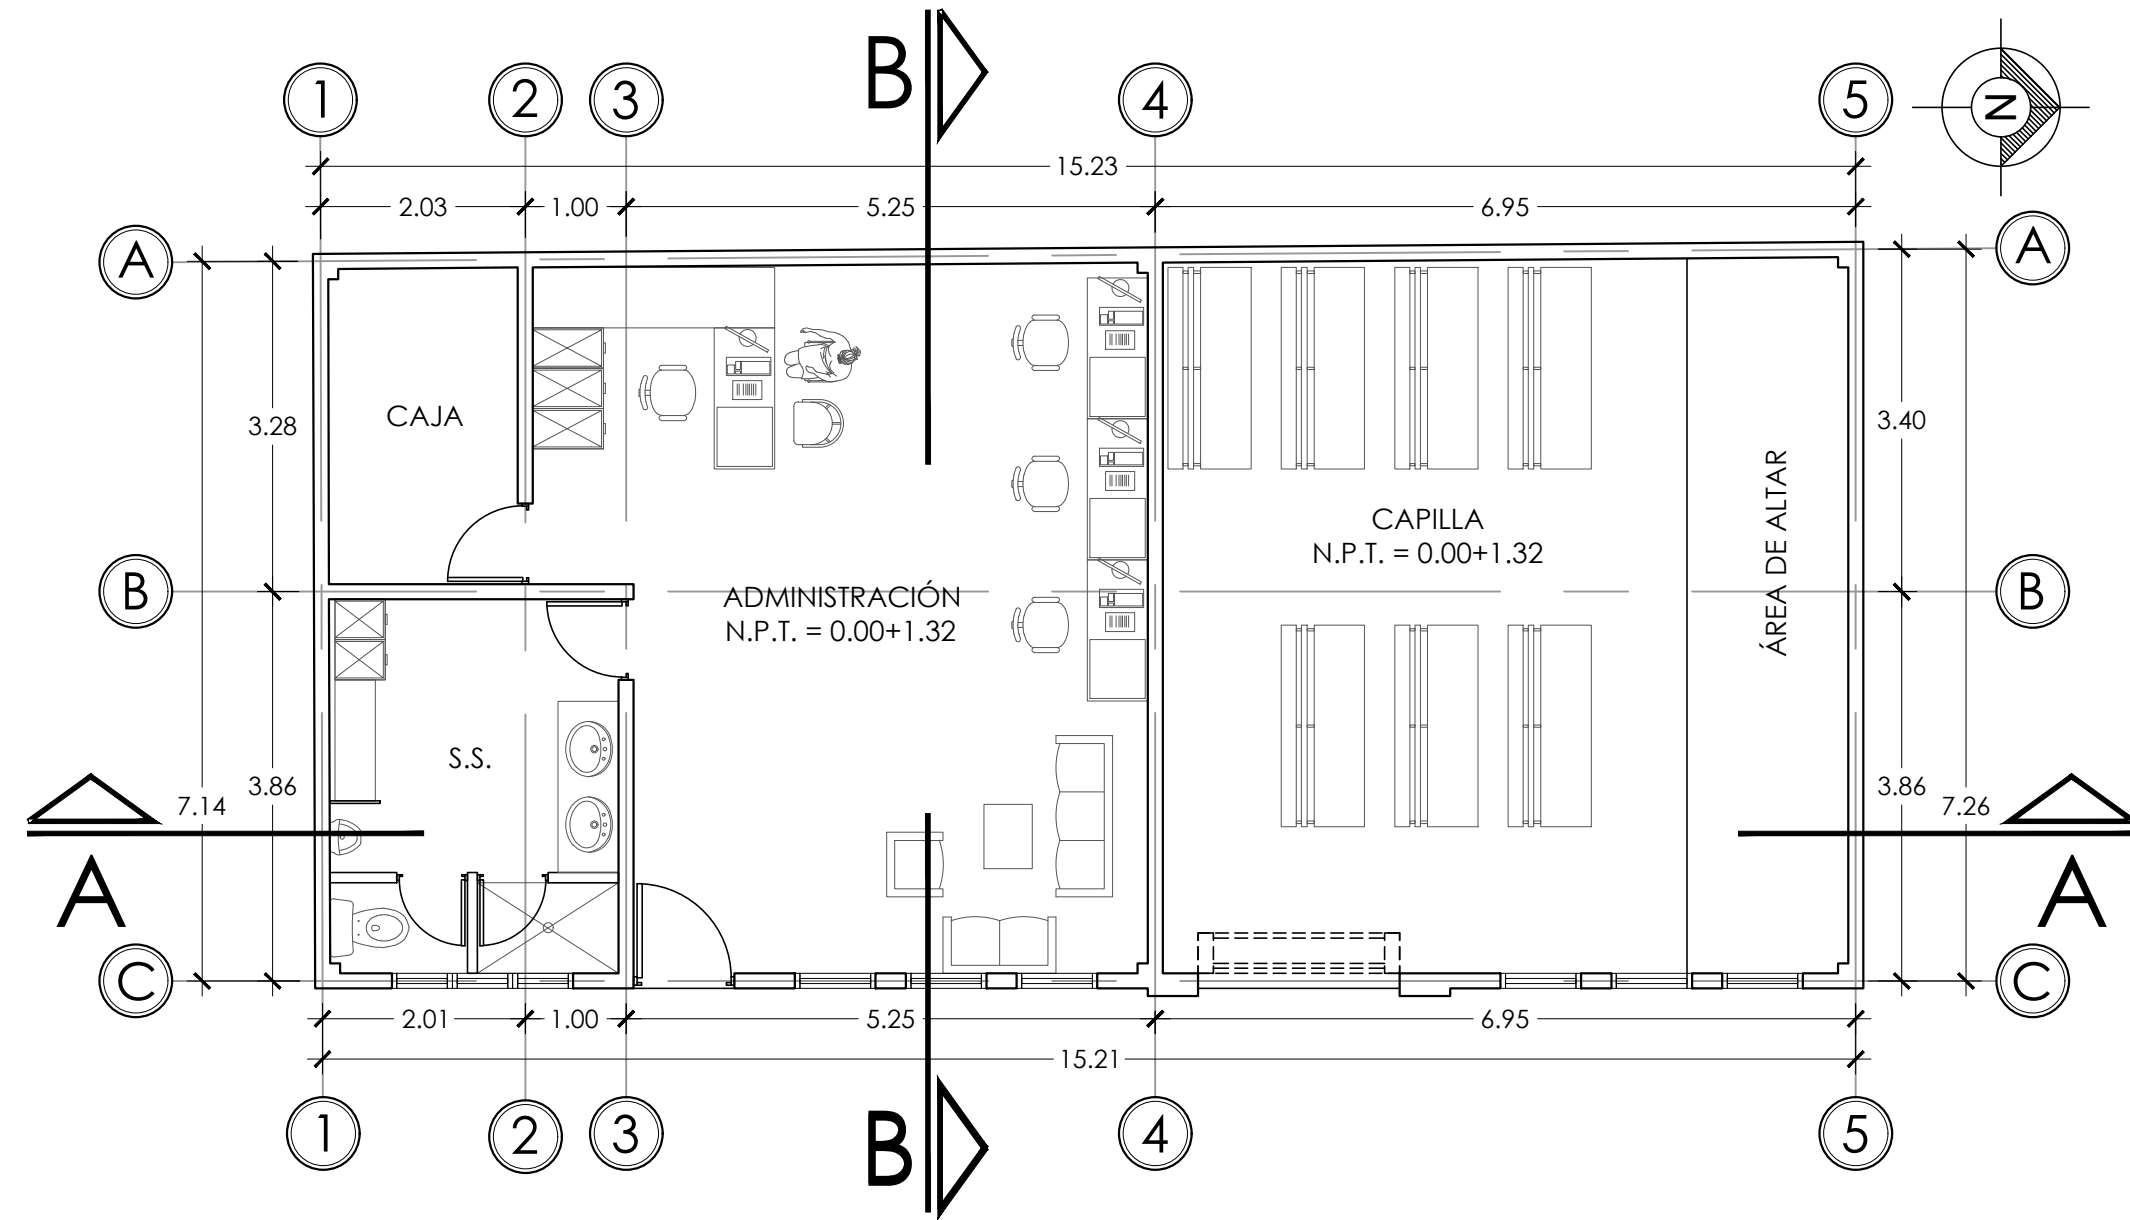 B
1
2
3
4
5
N
15.23
2.03
1.00
5.25
6.95
A
A
CAJA
3.28
3.40
CAPILLA
N.P.T. = 0.00+1.32
ÁREA DE ALTAR
B
ADMINISTRACIÓN
N.P.T. = 0.00+1.32
B
S.S.
3.86
7.14
3.86
7.26
A
A
C
C
2.01
1.00
5.25
6.95
15.21
1
2
3
B
4
5